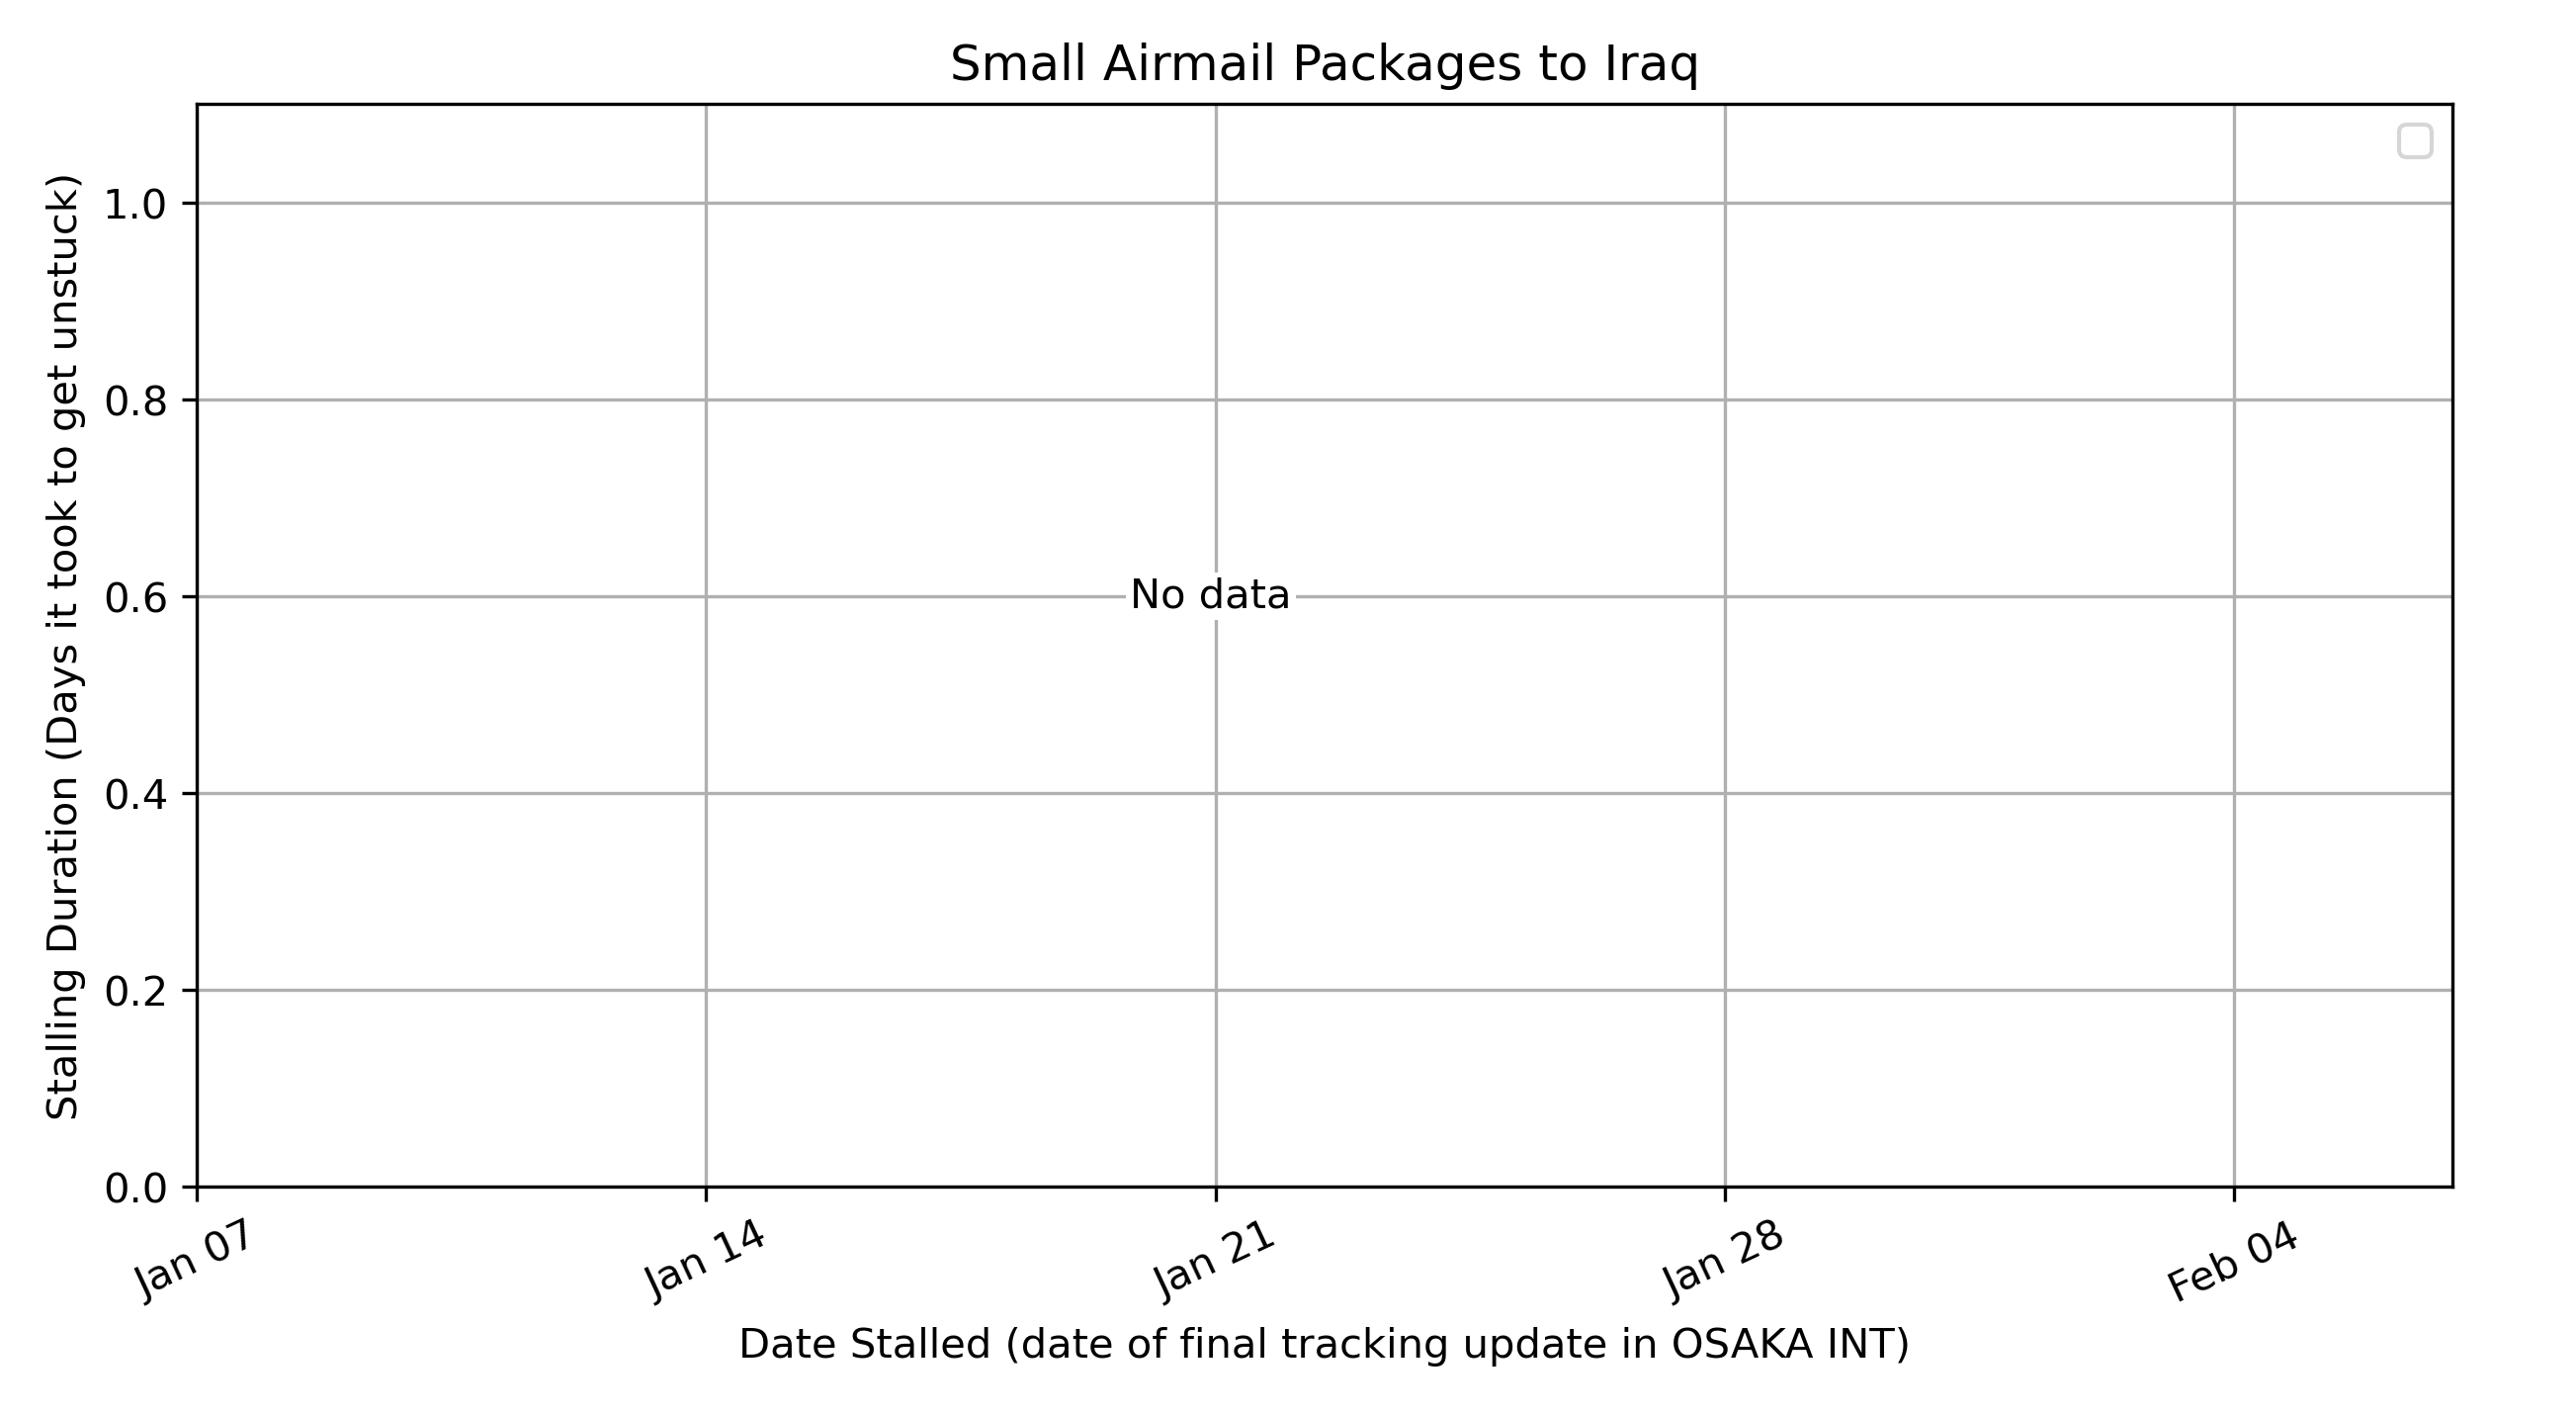 Small Airmail Packages to Iraq
Stalling Duration (Days it took to get unstuck)
1.0
0.8
0.6
0.4
0.2
0.0
No data
Jan 07
Jan 14
Jan 21
Jan 28
Feb 04
Date Stalled (date of final tracking update in OSAKA INT)